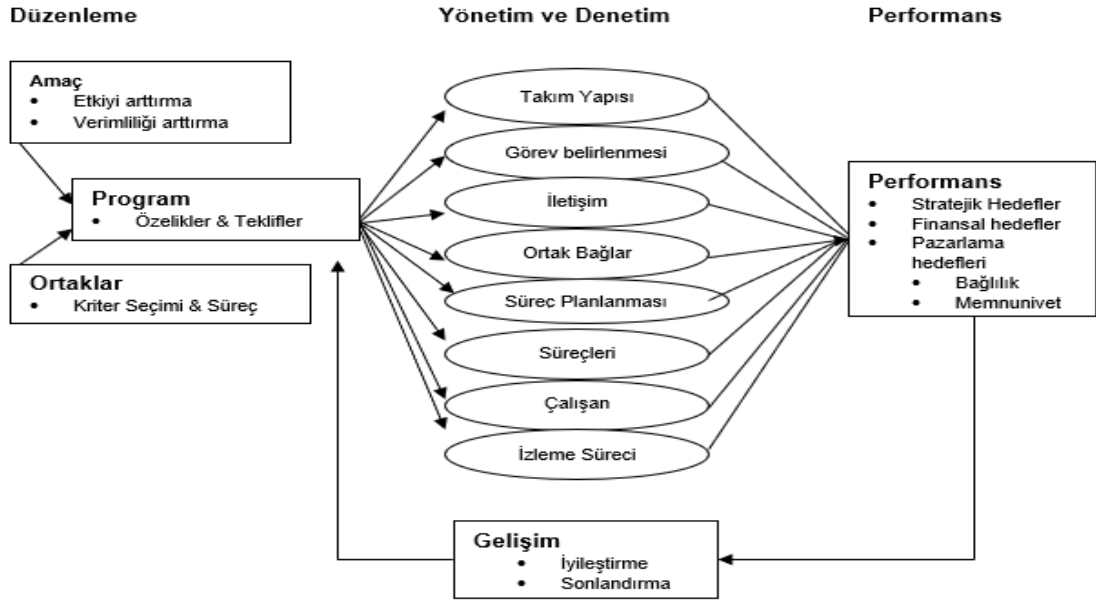 Düzenleme
Yönetim ve Denetim
Performans
Amaç
• Etkiyi arttırma
• Verimliliği arttırma
Program
• Özelikler & Teklifler
Ortaklar
• Kriter Seçimi & Süreç
Takım Yapısı
Görev belirlenmesi
İletişim
Ortak Bağlar
Süreç Planlanması
Süreçleri
Çalışan
İzleme Süreci
Performans
• Stratejik Hedefler
• Finansal hedefler
• Pazarlama
hedefleri
• Bağlılık
• Memnunivet
Gelişim
• İyileştirme
• Sonlandırma